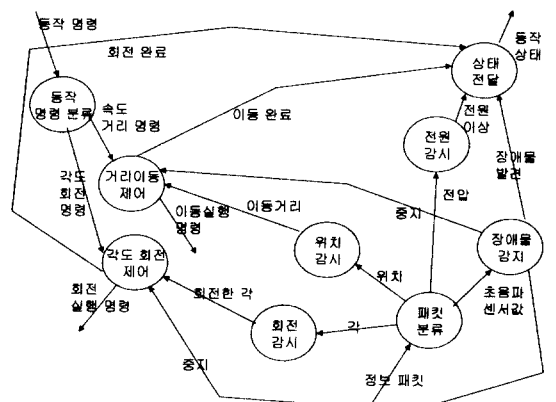 동작 명령
회전 완료
동작
상태
상태
전달
동작
명령 분류
속도
거리 명령
이동 완료
전원
이상
전원
감시
장애물
발견
각도
회전
명령
거리이동
제어
이동실행
명령
이동거리
전압
중지
위치
감시
장애물
감지
각도 회전
제어
회전
실행 명령
회전한 각
위치
초음파
센서값
회전
감시
각
패킷
분류
중지
정보 패킷